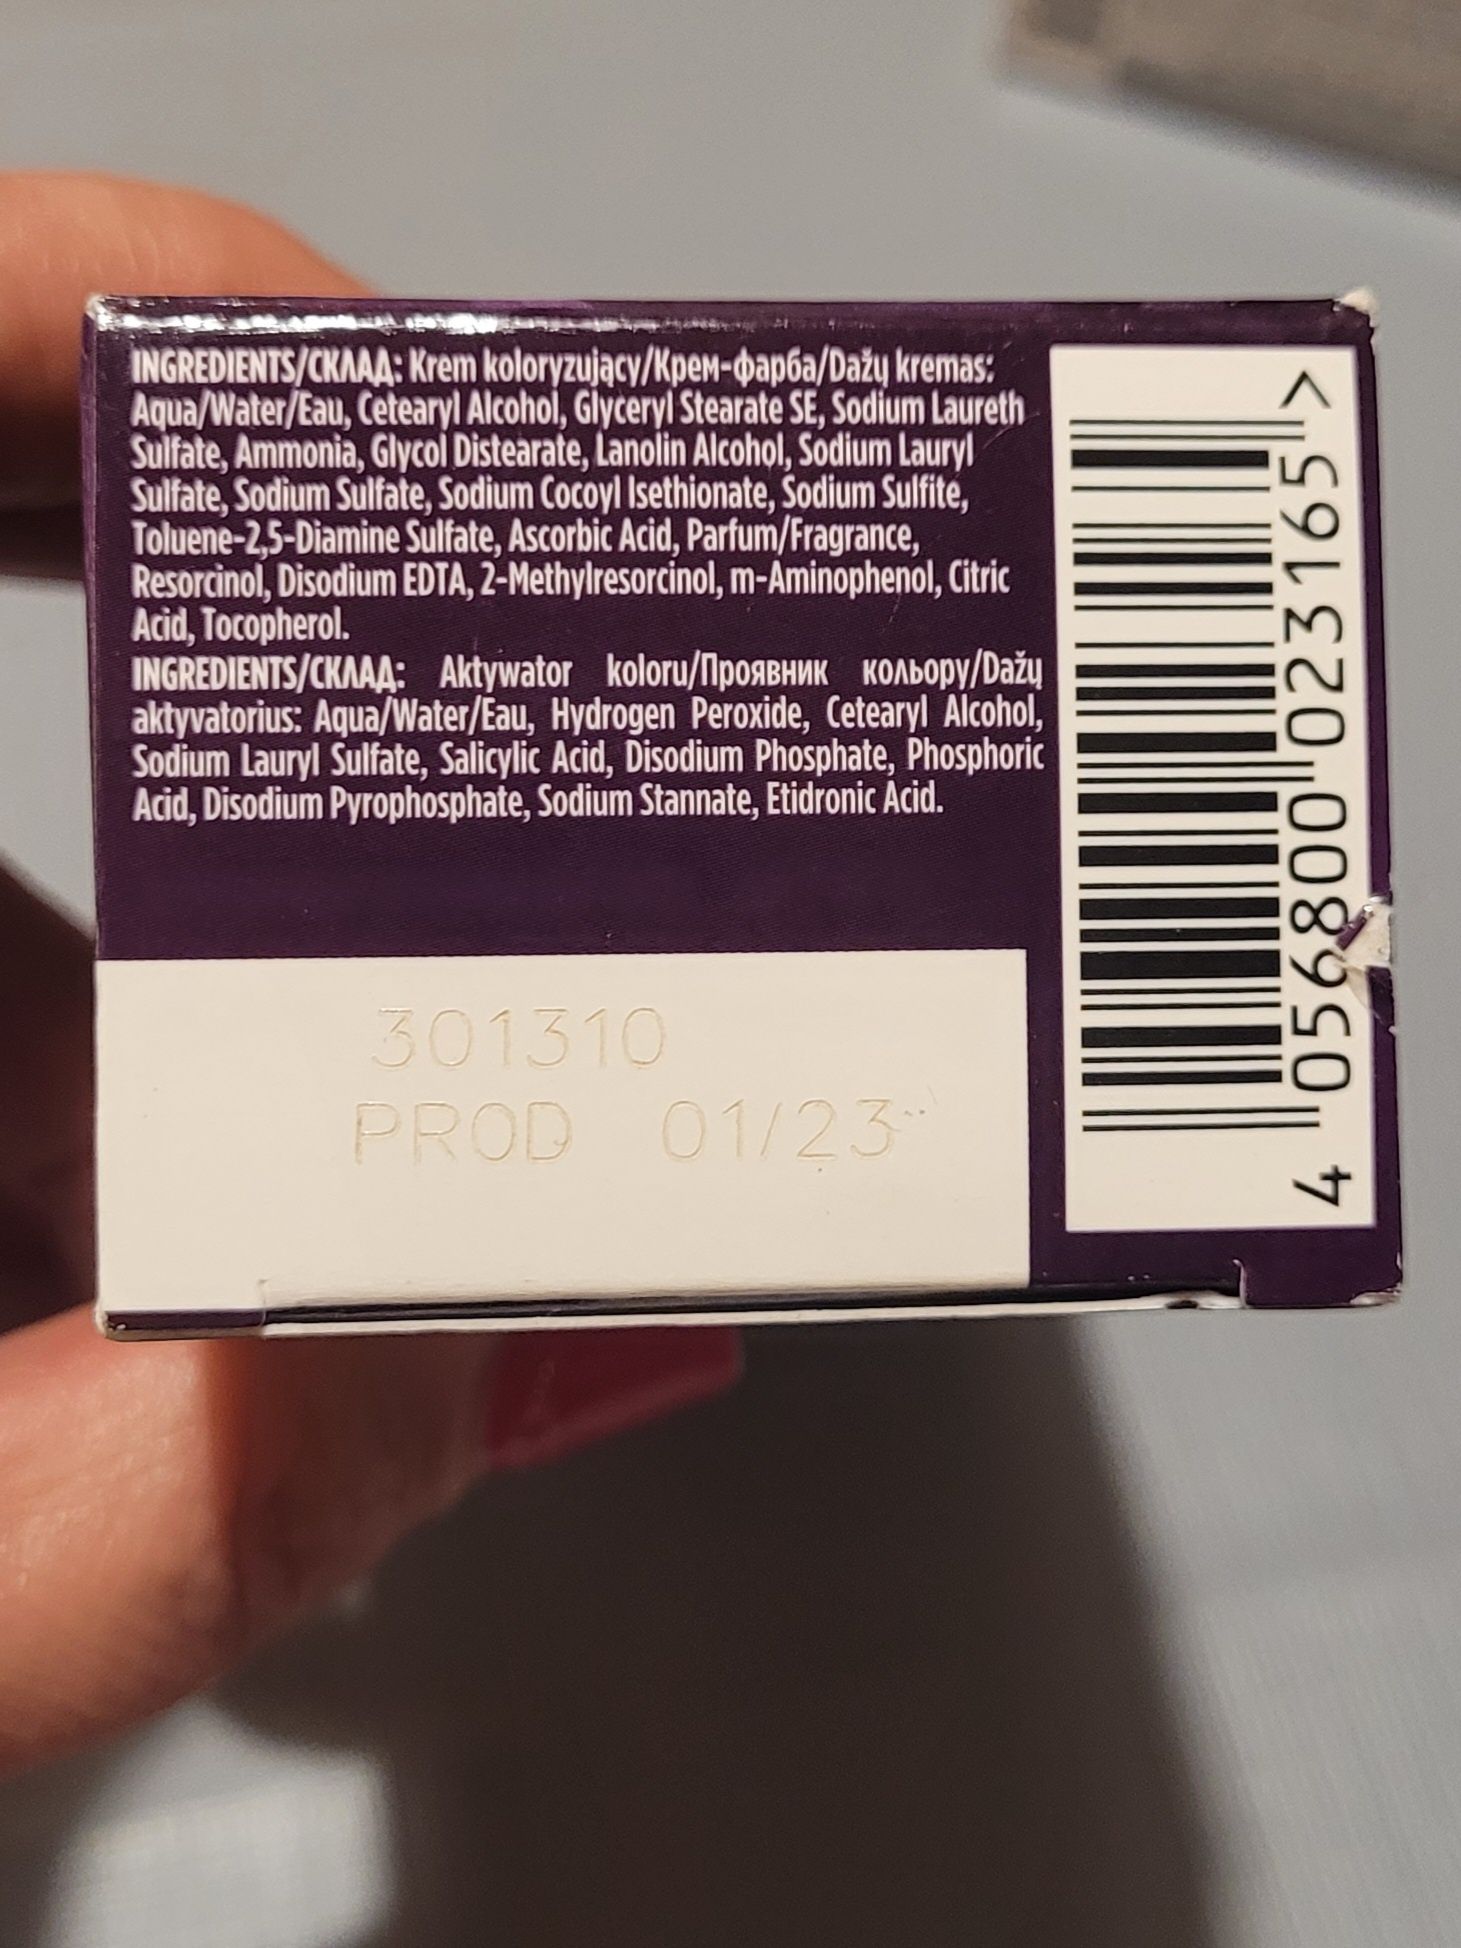 INGREDIENTS/СКЛАД: Krem koloryzujący/Крем-фарба/Dažų kremas:
Aqua/Water/Eau, Cetearyl Alcohol, Glyceryl Stearate SE, Sodium Laureth
Sulfate, Ammonia, Glycol Distearate, Lanolin Alcohol, Sodium Lauryl
Sulfate, Sodium Sulfate, Sodium Cocoyl Isethionate, Sodium Sulfite,
Toluene-2,5-Diamine Sulfate, Ascorbic Acid, Parfum/Fragrance,
Resorcinol, Disodium EDTA, 2-Methylresorcinol, m-Aminophenol, Citric
Acid, Tocopherol.
INGREDIENTS/СКЛАД: Aktywator koloru/Проявник кольору/Dažų
aktyvatorius: Aqua/Water/Eau, Hydrogen Peroxide, Cetearyl Alcohol,
Sodium Lauryl Sulfate, Salicylic Acid, Disodium Phosphate, Phosphoric
Acid, Disodium Pyrophosphate, Sodium Stannate, Etidronic Acid.
301310
PROD 01/23
4 056800 023165 >